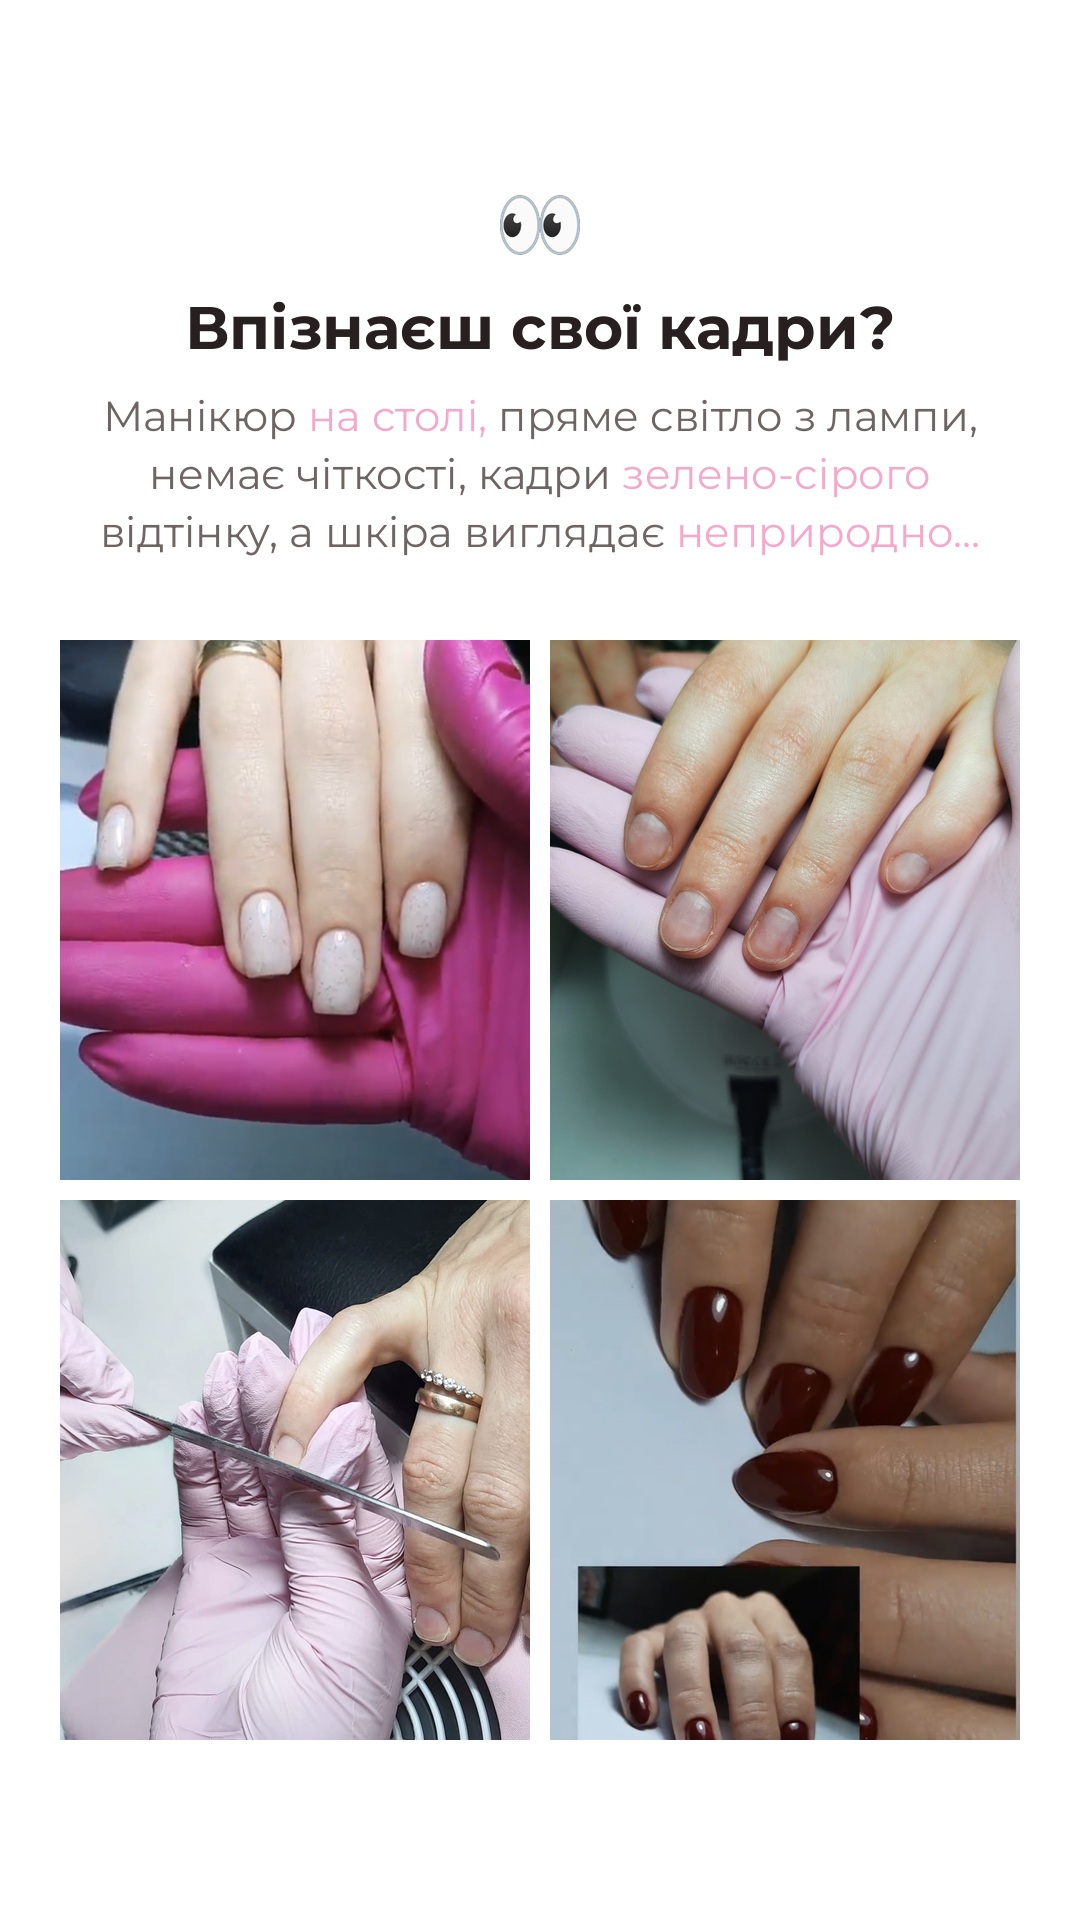 👀
Впізнаєш свої кадри?
Манікюр на столі, пряме світло з лампи,
немає чіткості, кадри зелено-сірого
відтінку, а шкіра виглядає неприродно...